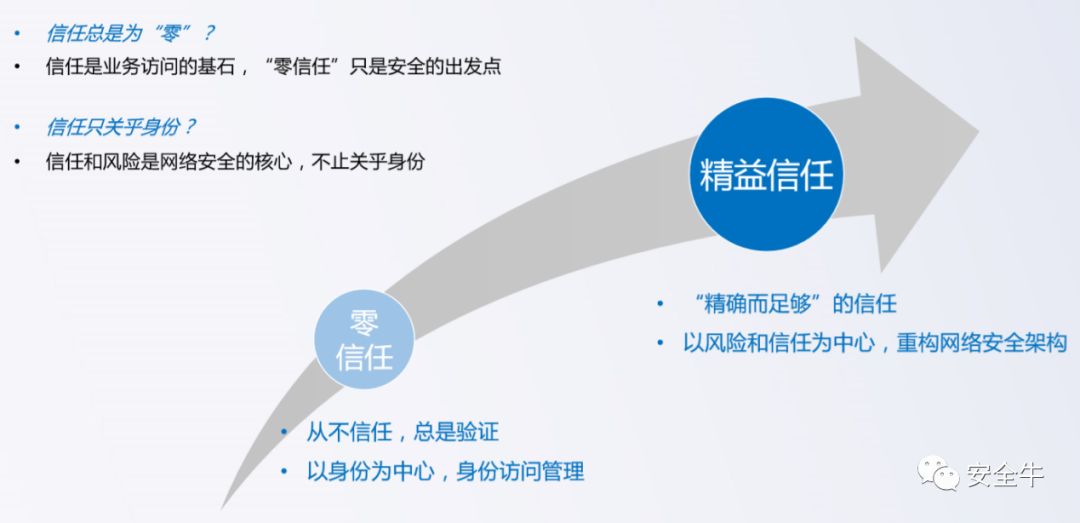 • 信任总是为“零”？
• 信任是业务访问的基石，“零信任”只是安全的出发点
• 信任只关乎身份？
• 信任和风险是网络安全的核心，不止关乎身份
精益信任
• “精确而足够”的信任
• 以风险和信任为中心，重构网络安全架构
零
信任
• 从不信任，总是验证
• 以身份为中心，身份访问管理
安全牛